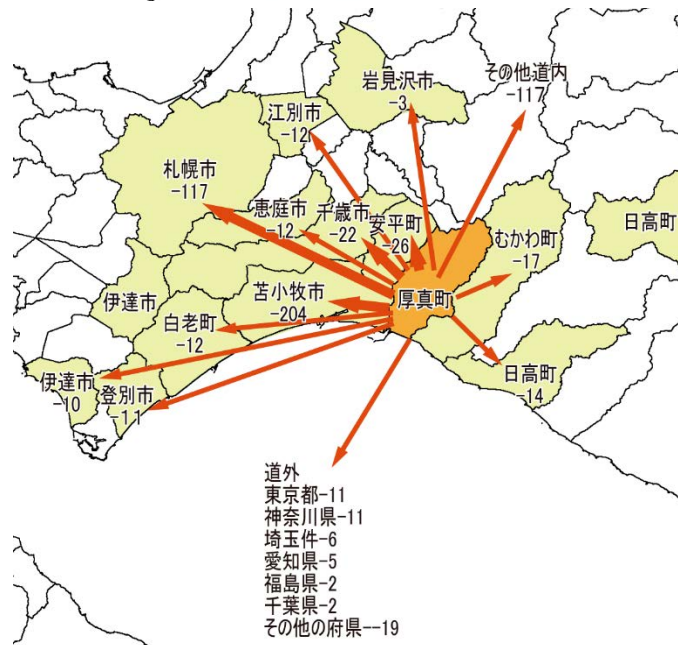 岩見沢市
-3
その他道内
-117
江別市
-12
札幌市
-117
恵庭市
-12
千歳市
-22
安平町
-26
むかわ町
-17
日高町
伊達市
苫小牧市
-204
厚真町
白老町
-12
伊達市
-10
登別市
-11
日高町
-14
道外
東京都-11
神奈川県-11
埼玉件-6
愛知県-5
福島県-2
千葉県-2
その他の府県--19